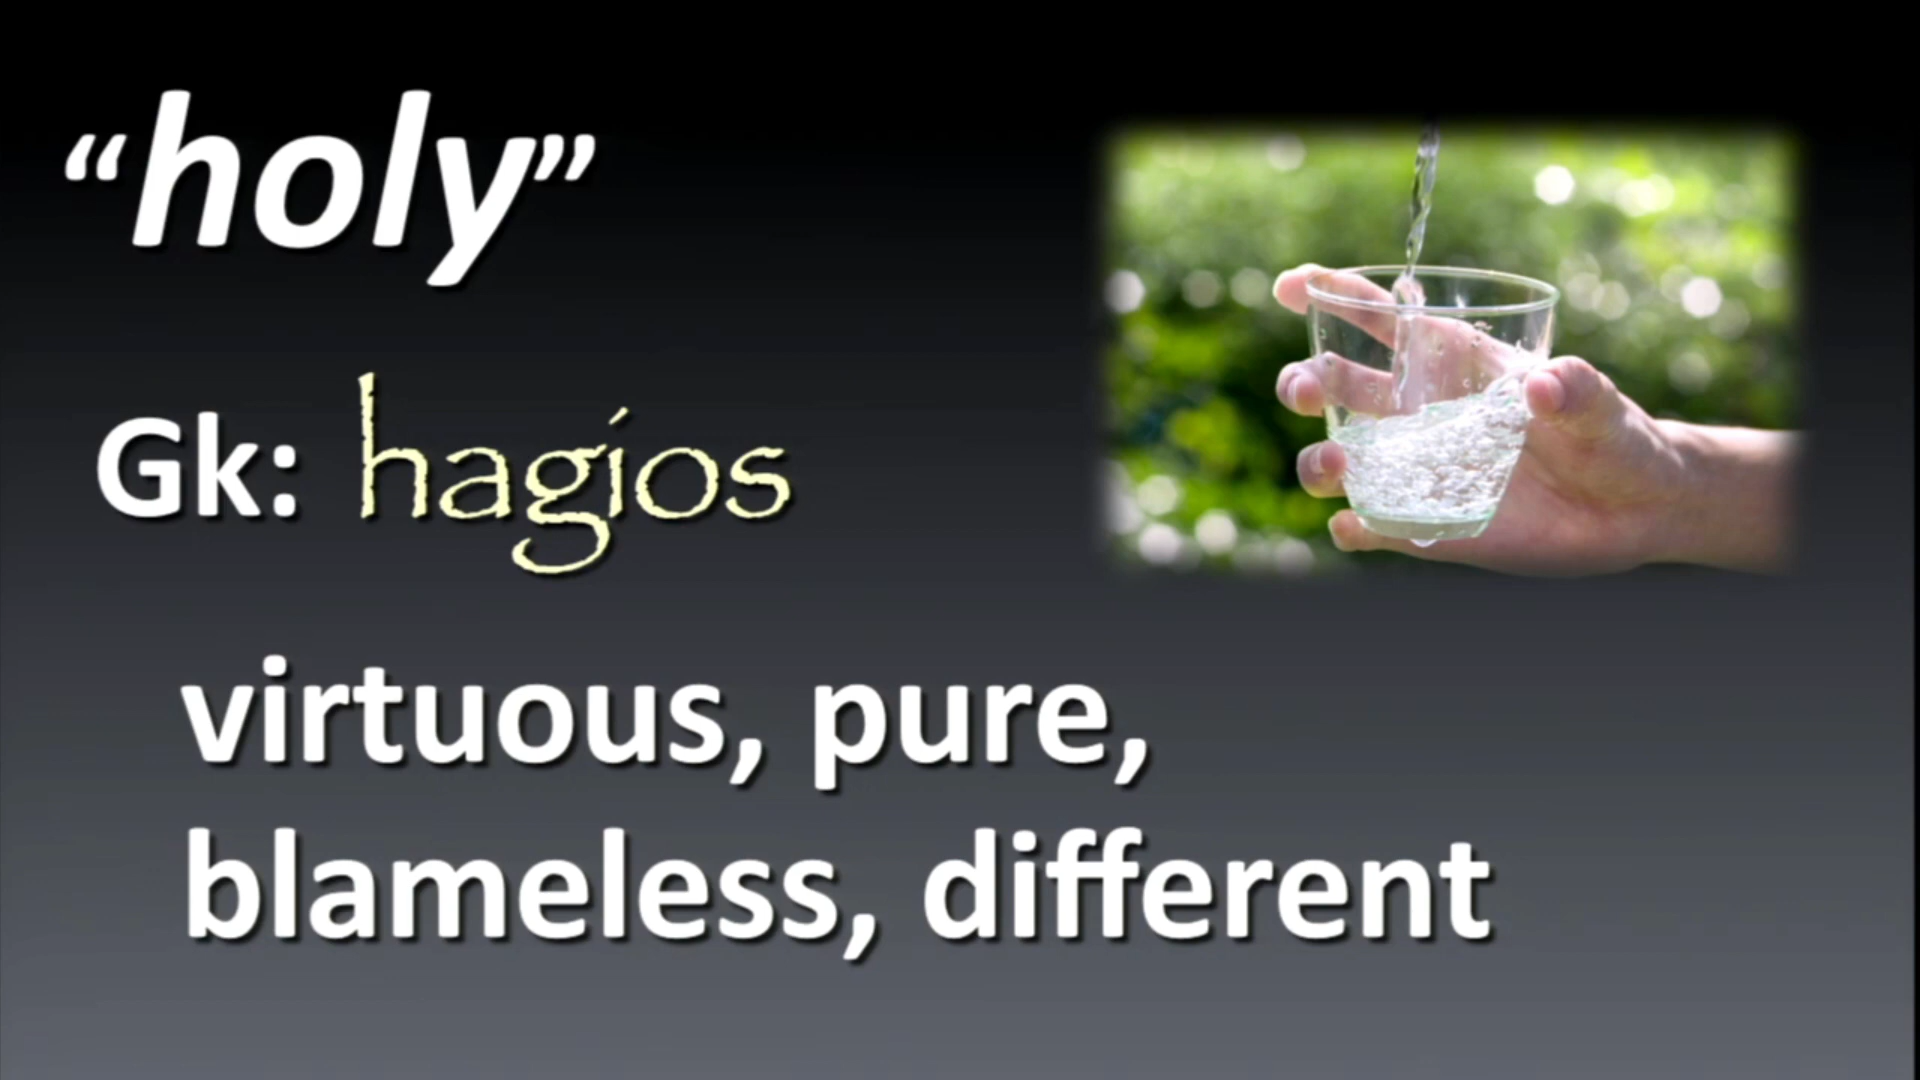 “holy”
Gk: hagios
virtuous, pure,
blameless, different